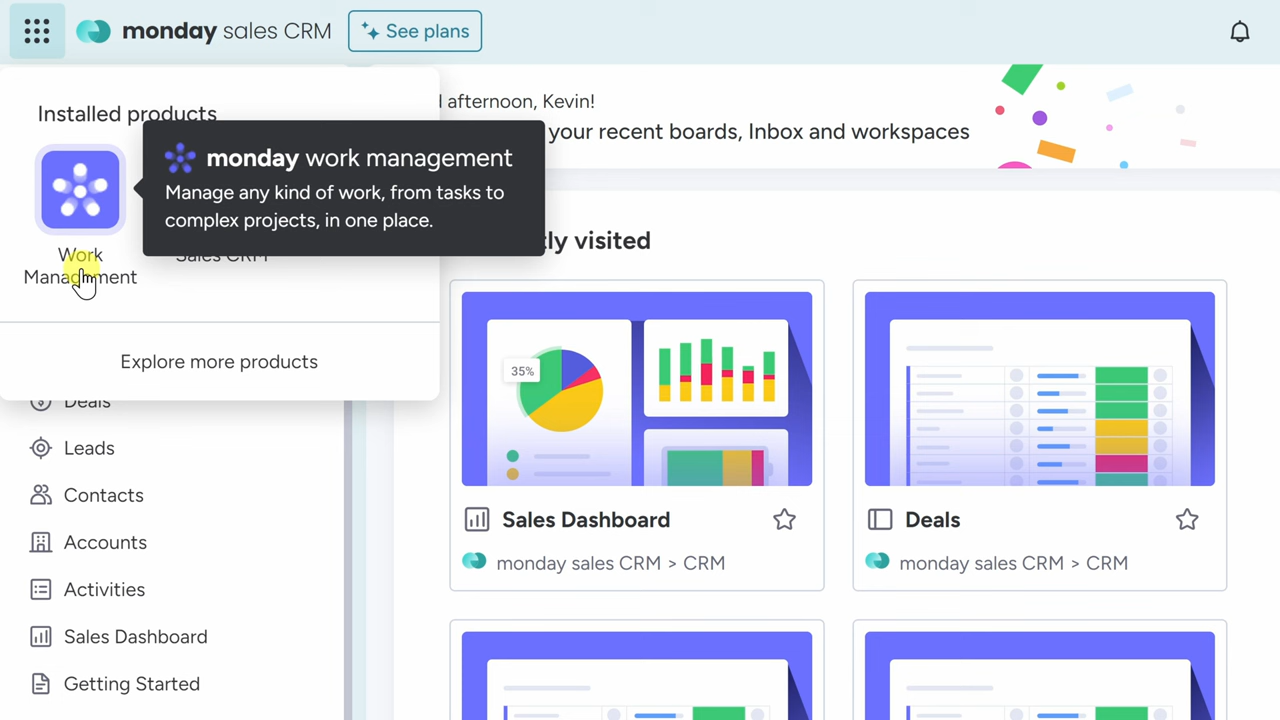 monday sales CRM
See plans
afternoon, Kevin!
your recent boards, Inbox and workspaces
Installed products
monday work management
Manage any kind of work, from tasks to
complex projects, in one place.
Work
Management
Sales CRM
Explore more products
Deals
Leads
Contacts
Accounts
Activities
Sales Dashboard
Getting Started
visited
35%
Sales Dashboard
monday sales CRM > CRM
Deals
monday sales CRM > CRM